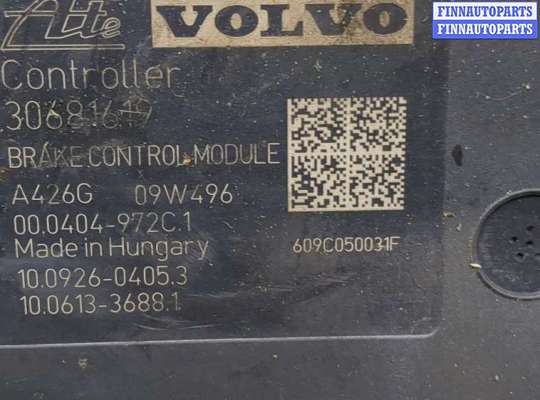 Ate VOLVO
FINNAUTOPARTS
FINNAUTOPARTS
Controller
30681619
BRAKE CONTROL MODULE
A426G 09W496
00.0404-972C.1
Made in Hungary 609C050031F
10.0926-0405.3
10.0613-3688.1